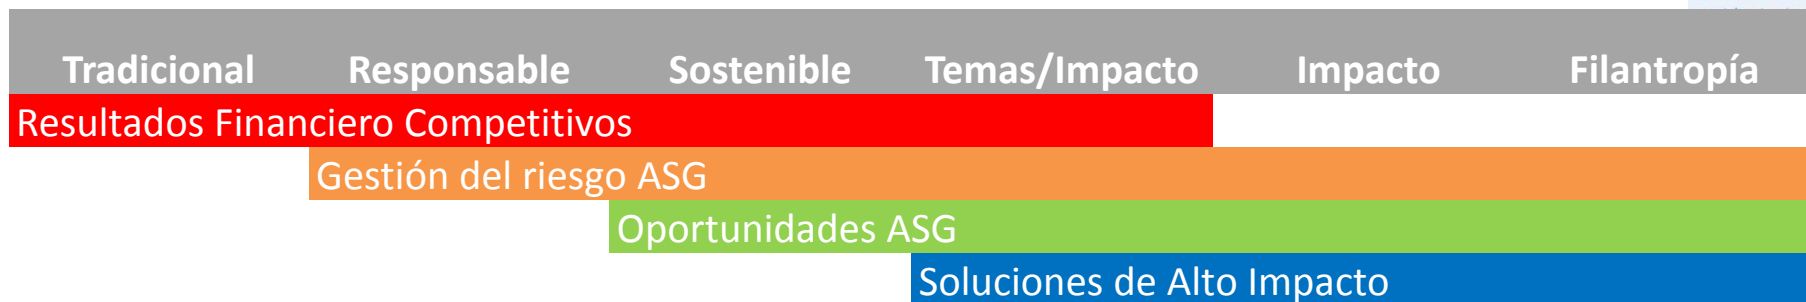 Tradicional Responsable Sostenible Temas/Impacto Impacto Filantropía
Resultados Financiero Competitivos
Gestión del riesgo ASG
Oportunidades ASG
Soluciones de Alto Impacto